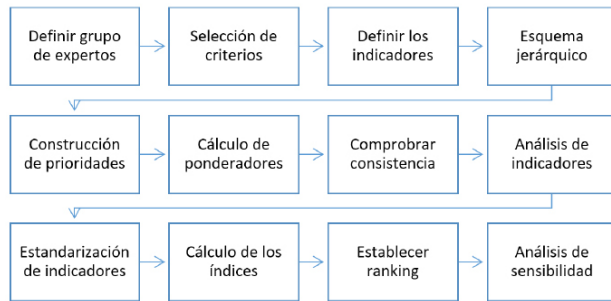 Definir grupo
de expertos
Selección de
criterios
Definir los
indicadores
Esquema
jerárquico
Construcción
de prioridades
Cálculo de
ponderadores
Comprobrar
consistencia
Análisis de
indicadores
Estandarización
de indicadores
Cálculo de los
índices
Establecer
ranking
Análisis de
sensibilidad